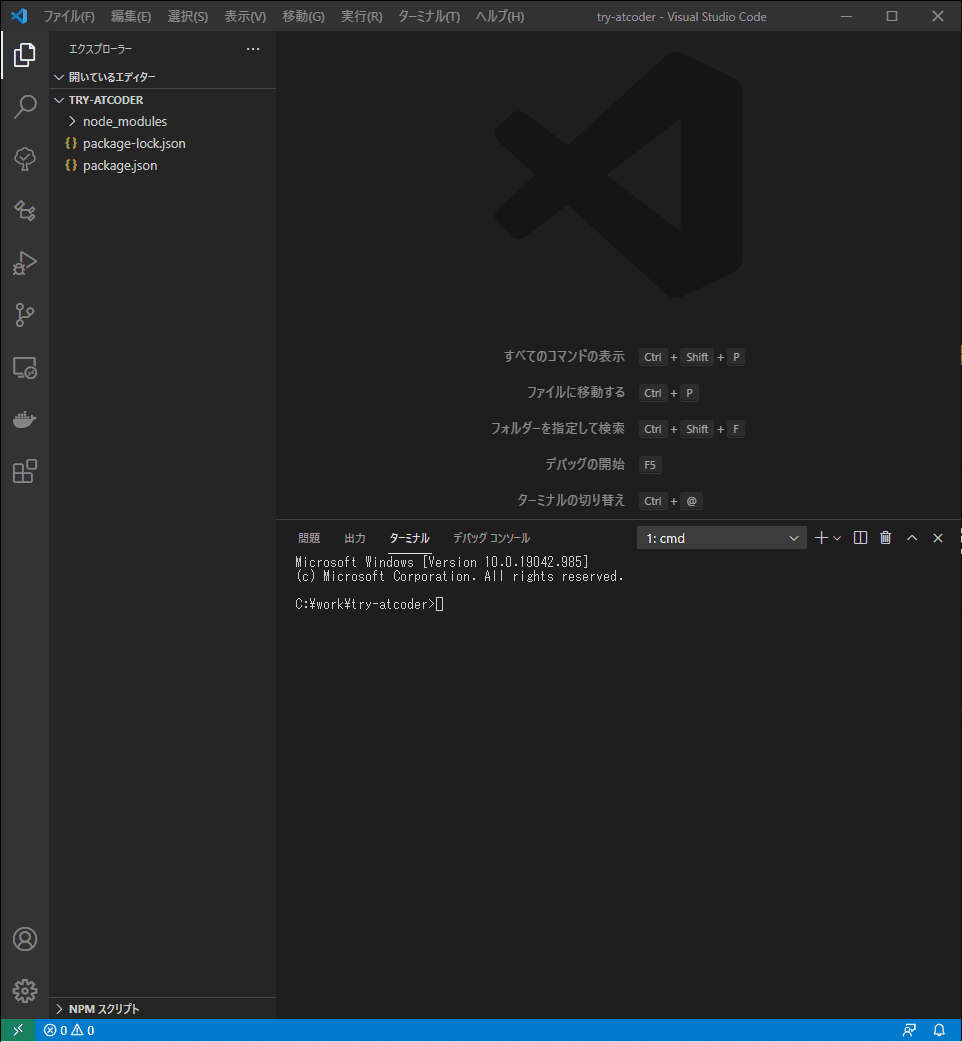 ファイル(F) 編集(E) 選択(S) 表示(V) 移動(G) 実行(R) ターミナル(T) ヘルプ(H) try-atcoder - Visual Studio Code
エクスプローラー
開いているエディター
TRY-ATCODER
node_modules
{} package-lock.json
{} package.json
NPM スクリプト
すべてのコマンドの表示 Ctrl + Shift + P
ファイルに移動する Ctrl + P
フォルダーを指定して検索 Ctrl + Shift + F
デバッグの開始 F5
ターミナルの切り替え Ctrl + @
問題 出力 ターミナル デバッグ コンソール 1: cmd
Microsoft Windows [Version 10.0.19042.985]
(c) Microsoft Corporation. All rights reserved.
C:¥work¥try-atcoder>
0 0